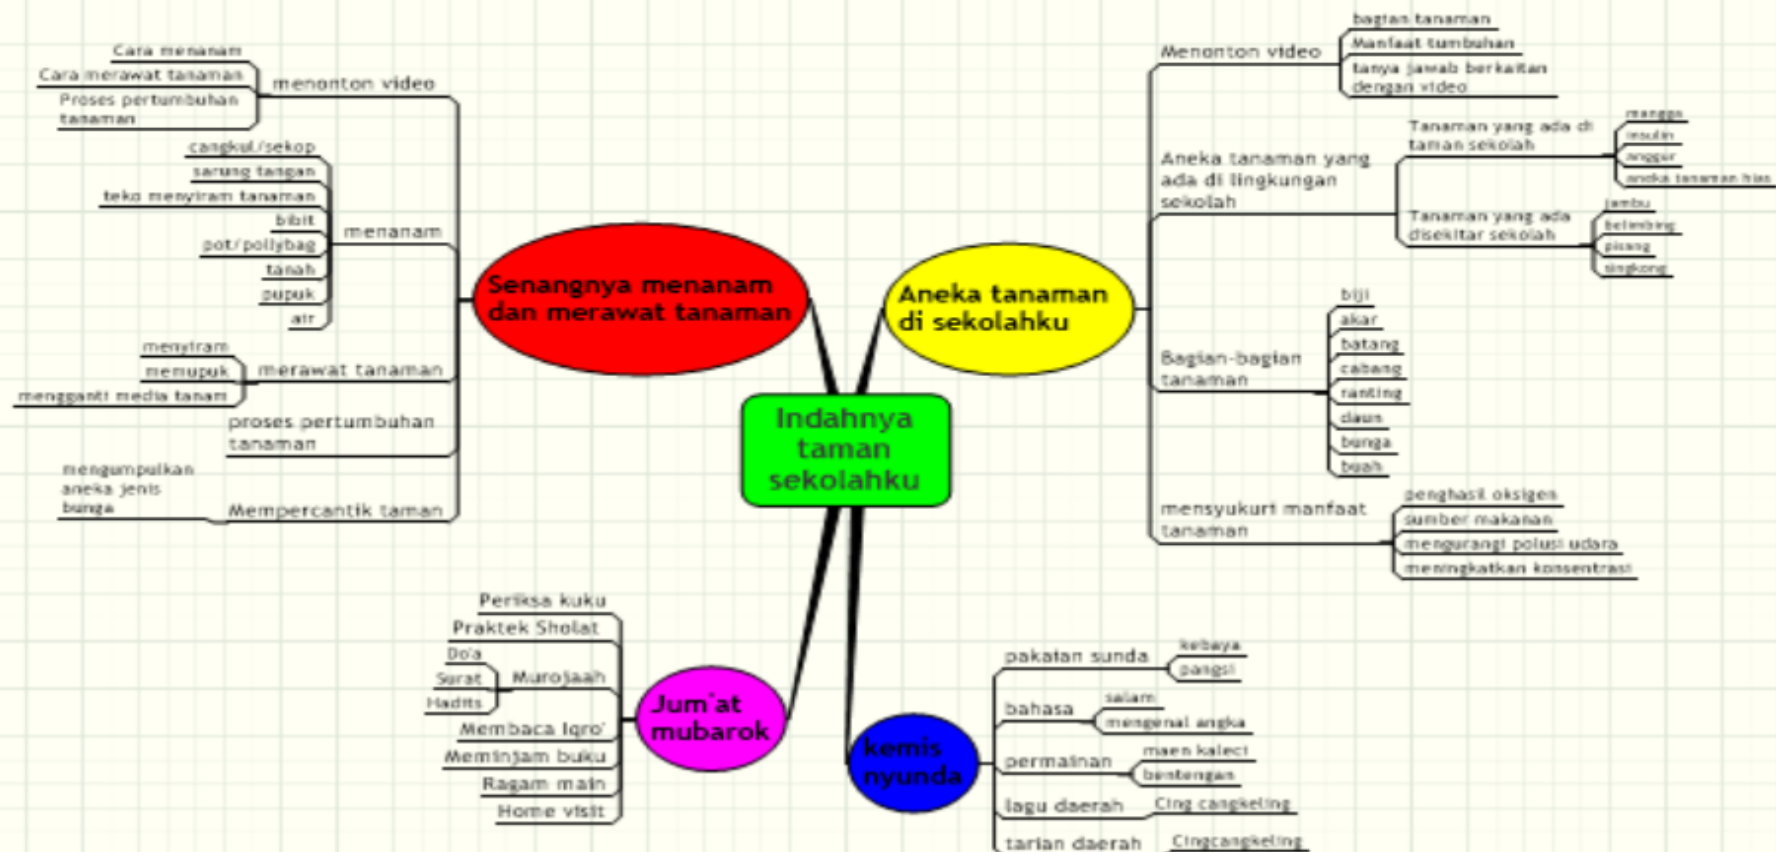 Indahnya
taman
sekolahku
Senangnya menanam
dan merawat tanaman
menonton video
Cara menanam
Cara merawat tanaman
Proses pertumbuhan
tanaman
menanam
cangkul/sekop
sarung tangan
teko menyiram tanaman
bibit
pot/pollybag
tanah
pupuk
air
merawat tanaman
menyiram
memupuk
mengganti media tanam
proses pertumbuhan
tanaman
Mempercantik taman
mengumpulkan
aneka jenis
bunga
Aneka tanaman
di sekolahku
Menonton video
bagian tanaman
Manfaat tumbuhan
tanya jawab berkaitan
dengan video
Aneka tanaman yang
ada di lingkungan
sekolah
Tanaman yang ada di
taman sekolah
mangga
insulin
anggur
aneka tanaman hias
Tanaman yang ada
disekitar sekolah
jambu
belimbing
pisang
singkong
Bagian-bagian
tanaman
biji
akar
batang
cabang
ranting
daun
bunga
buah
mensyukuri manfaat
tanaman
penghasil oksigen
sumber makanan
mengurangi polusi udara
meningkatkan konsentrasi
Jum'at
mubarok
Periksa kuku
Praktek Sholat
Murojaah
Do'a
Surat
Hadits
Membaca Iqro'
Meminjam buku
Ragam main
Home visit
kemis
nyunda
pakaian sunda
kebaya
pangsi
bahasa
salam
mengenal angka
permainan
maen kaleci
bentengan
lagu daerah
Cing cangkeling
tarian daerah
Cingcangkeling